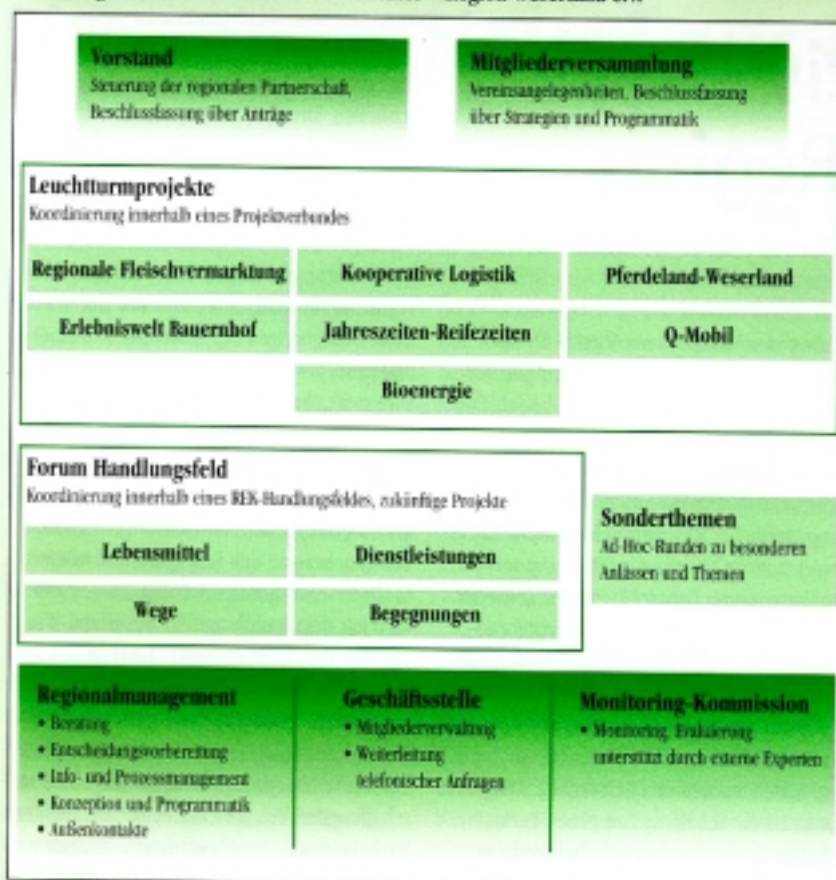 Vorstand
Steuerung der regionalen Partnerschaft,
Beschlussfassung über Anträge
Mitgliederversammlung
Vereinsangelegenheiten, Beschlussfassung
über Strategien und Programmatik
Leuchtturmprojekte
Koordinierung innerhalb eines Projektverbundes
Regionale Fleischvermarktung
Kooperative Logistik
Pferdeland-Weserland
Erlebniswelt Bauernhof
Jahreszeiten-Reifezeiten
Q-Mobil
Bioenergie
Forum Handlungsfeld
Koordinierung innerhalb eines REK-Handlungsfeldes, zukünftige Projekte
Lebensmittel
Dienstleistungen
Wege
Begegnungen
Sonderthemen
Ad-Hoc-Runden zu besonderen
Anlässen und Themen
Regionalmanagement
• Beratung
• Entscheidungsvorbereitung
• Info- und Prozessmanagement
• Konzeption und Programmatik
• Außenkontakte
Geschäftsstelle
• Mitgliederverwaltung
• Weiterleitung
telefonischer Anfragen
Monitoring-Kommission
• Monitoring, Evaluierung
unterstützt durch externe Experten